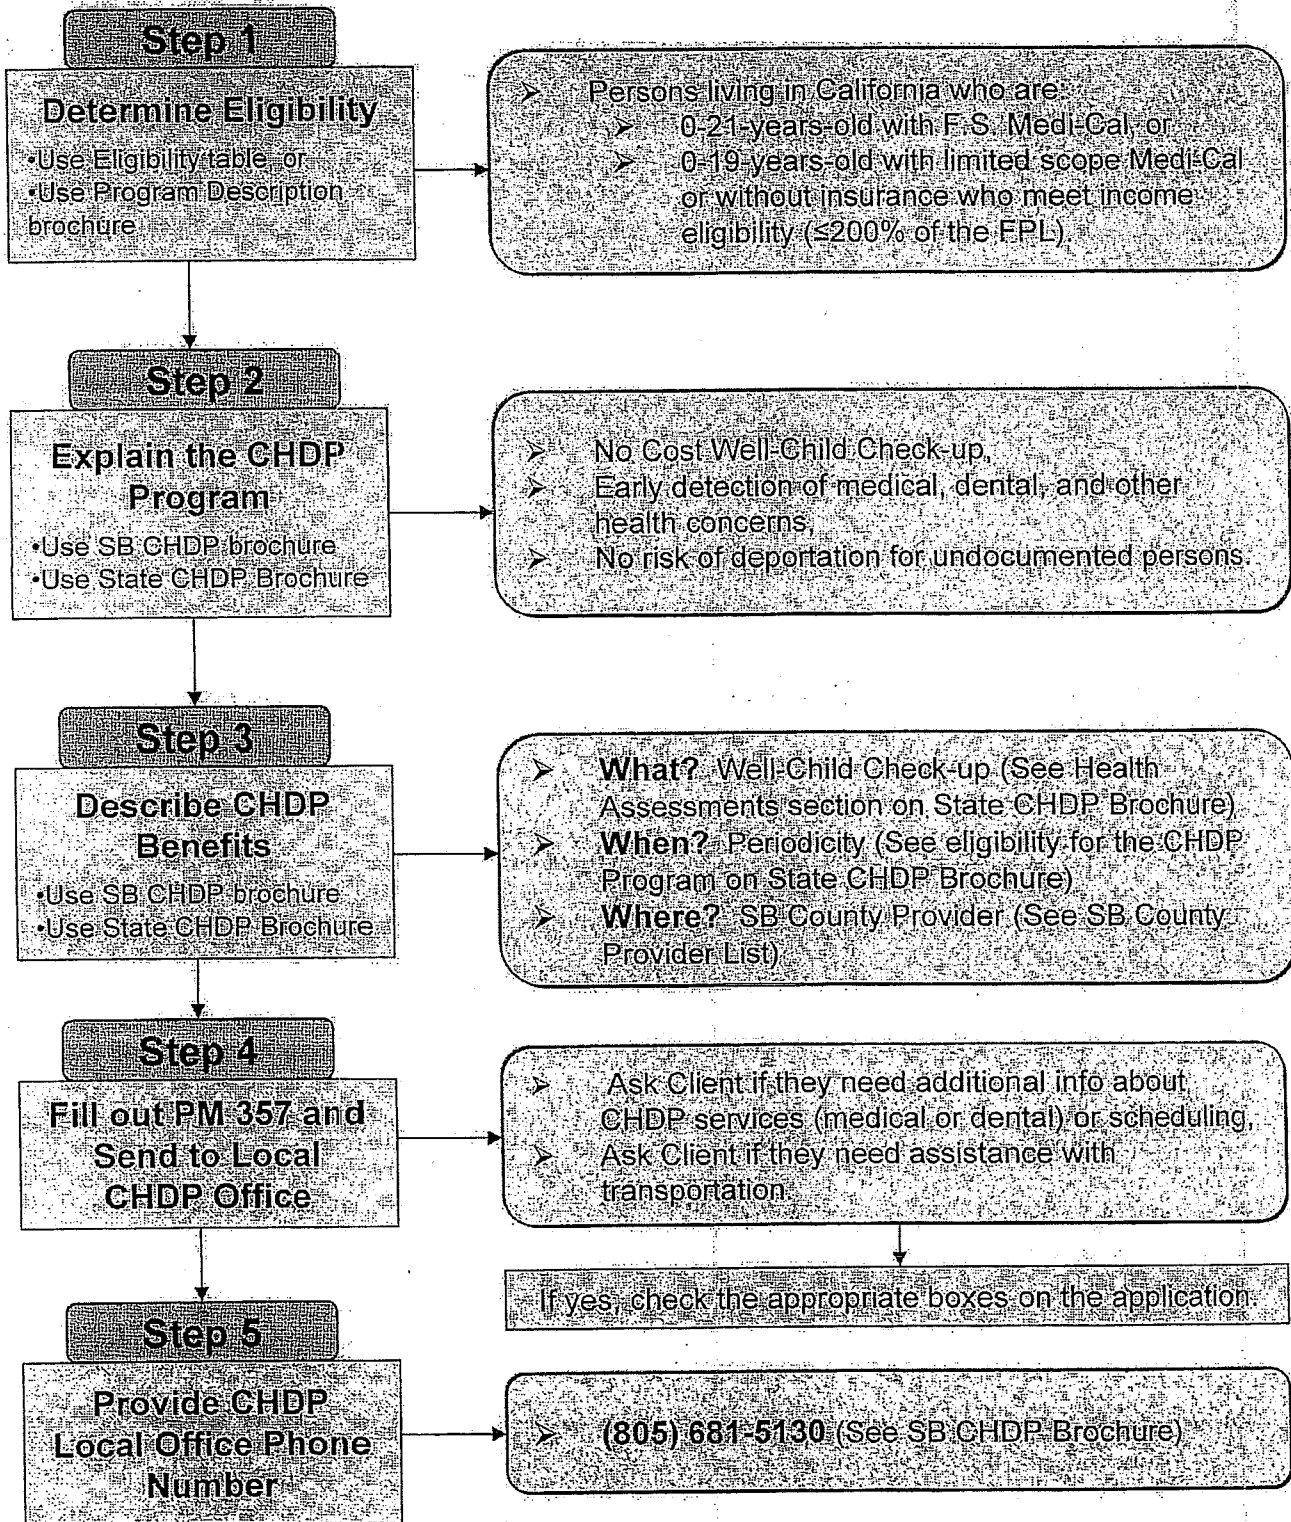 Step 1
Determine Eligibility
•Use Eligibility table, or
•Use Program Description
brochure
➢ Persons living in California who are:
➢ 0-21-years-old with F.S. Medi-Cal, or
➢ 0-19 years-old with limited scope Medi-Cal
or without insurance who meet income
eligibility (≤200% of the FPL)
Step 2
Explain the CHDP
Program
•Use SB CHDP brochure
•Use State CHDP Brochure
➢ No Cost Well-Child Check-up,
➢ Early detection of medical, dental, and other
health concerns,
➢ No risk of deportation for undocumented persons.
Step 3
Describe CHDP
Benefits
•Use SB CHDP brochure
•Use State CHDP Brochure
➢ What? Well-Child Check-up (See Health
Assessments section on State CHDP Brochure)
➢ When? Periodicity (See eligibility for the CHDP
Program on State CHDP Brochure)
➢ Where? SB County Provider (See SB County
Provider List)
Step 4
Fill out PM 357 and
Send to Local
CHDP Office
➢ Ask Client if they need additional info about
CHDP services (medical or dental) or scheduling,
➢ Ask Client if they need assistance with
transportation.
If yes, check the appropriate boxes on the application.
Step 5
Provide CHDP
Local Office Phone
Number
➢ (805) 681-5130 (See SB CHDP Brochure)